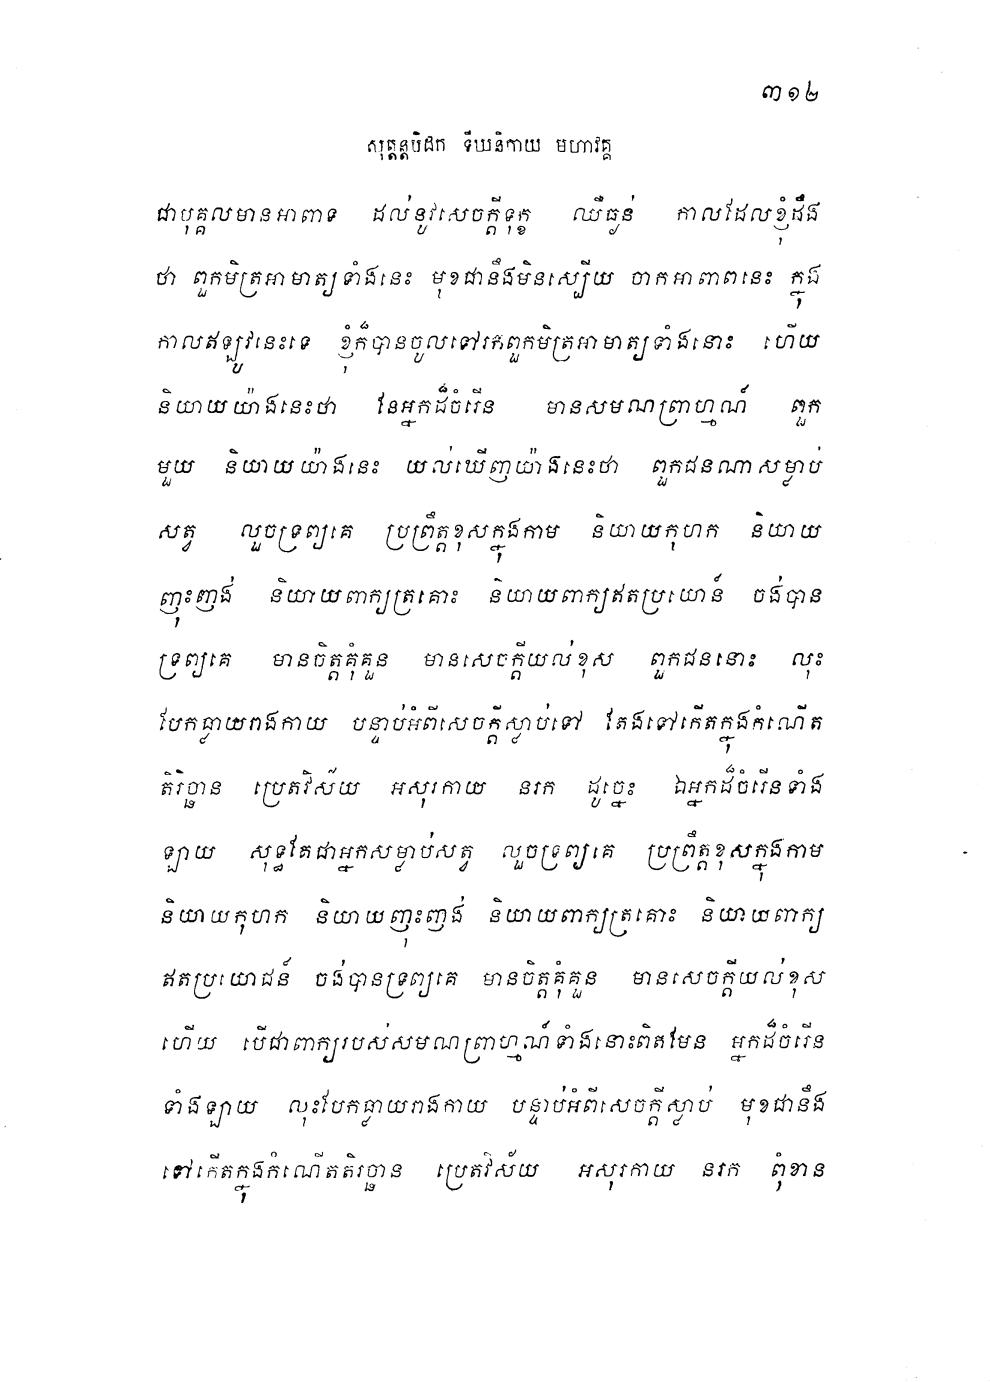 ៣១២
សុត្តន្តបិដក ទីឃនិកាយ មហាវគ្គ
ជាបុគ្គលមានអាពាធ ដល់នូវសេចក្តីទុក្ខ ឈឺធ្ងន់ កាលដែលខ្ញុំដឹង
ថា ពួកមិត្រអាមាត្យទាំងនេះ មុខជានឹងមិនស្បើយ ចាកអាពាធនេះ ក្នុង
កាលឥឡូវនេះទេ ខ្ញុំក៏បានចូលទៅរកពួកមិត្រអាមាត្យទាំងនោះ ហើយ
និយាយយ៉ាងនេះថា នែអ្នកដ៏ចំរើន មានសមណព្រាហ្មណ៍ ពួក
មួយ និយាយយ៉ាងនេះ យល់ឃើញយ៉ាងនេះថា ពួកជនណាសម្លាប់
សត្វ លួចទ្រព្យគេ ប្រព្រឹត្តខុសក្នុងកាម និយាយកុហក និយាយ
ញុះញង់ និយាយពាក្យត្រគោះ និយាយពាក្យឥតប្រយោជន៍ ចង់បាន
ទ្រព្យគេ មានចិត្តគុំគួន មានសេចក្តីយល់ខុស ពួកជននោះ លុះ
បែកធ្លាយរាងកាយ បន្ទាប់អំពីសេចក្តីស្លាប់ទៅ តែងទៅកើតក្នុងកំណើត
តិរច្ឆាន ប្រេតវិស័យ អសុរកាយ នរក ដូច្នេះ ឯអ្នកដ៏ចំរើនទាំង
ឡាយ សុទ្ធតែជាអ្នកសម្លាប់សត្វ លួចទ្រព្យគេ ប្រព្រឹត្តខុសក្នុងកាម
និយាយកុហក និយាយញុះញង់ និយាយពាក្យត្រគោះ និយាយពាក្យ
ឥតប្រយោជន៍ ចង់បានទ្រព្យគេ មានចិត្តគុំគួន មានសេចក្តីយល់ខុស
ហើយ បើជាពាក្យរបស់សមណព្រាហ្មណ៍ទាំងនោះពិតមែន អ្នកដ៏ចំរើន
ទាំងឡាយ លុះបែកធ្លាយរាងកាយ បន្ទាប់អំពីសេចក្តីស្លាប់ មុខជានឹង
ទៅកើតក្នុងកំណើតតិរច្ឆាន ប្រេតវិស័យ អសុរកាយ នរក ពុំខាន